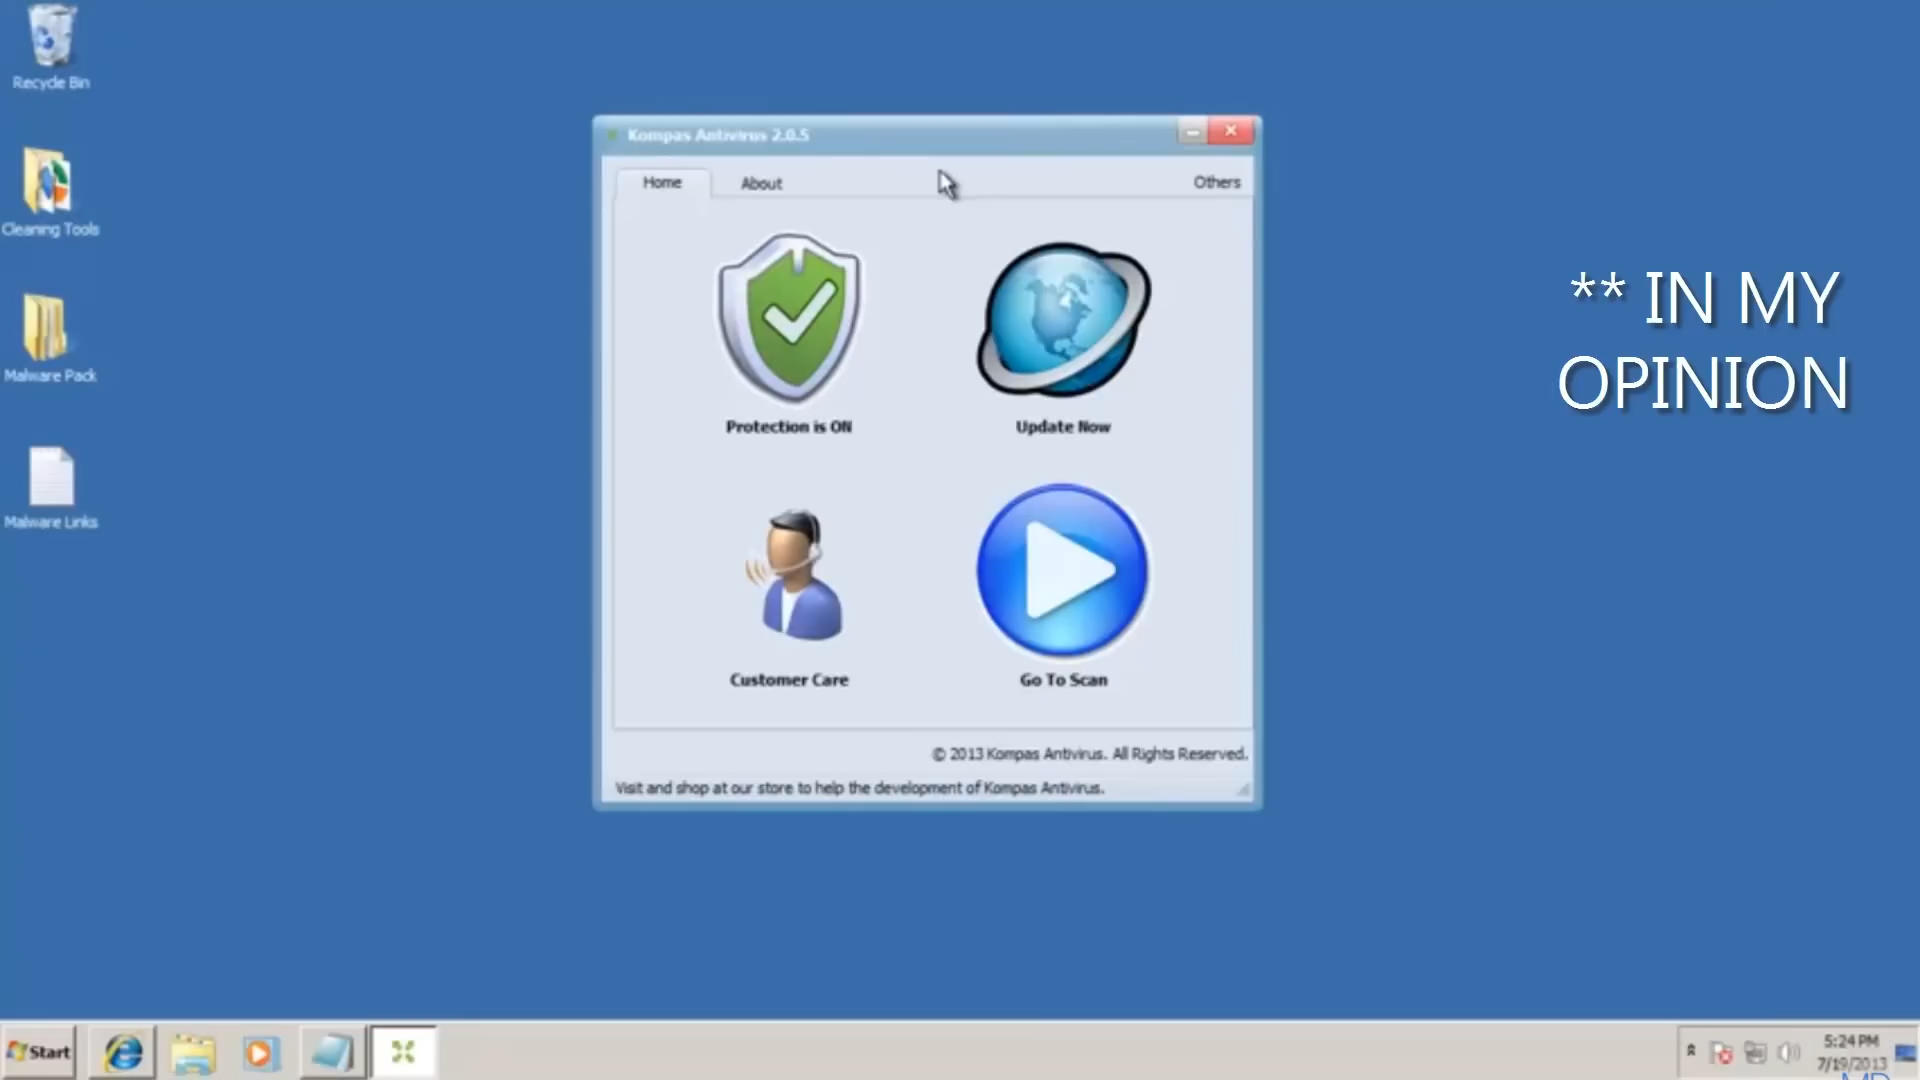 Recycle Bin
Cleaning Tools
Malware Pack
Malware Links
Kompas Antivirus 2.0.5
Home
About
Others
Protection is ON
Update Now
Customer Care
Go To Scan
© 2013 Kompas Antivirus. All Rights Reserved.
Visit and shop at our store to help the development of Kompas Antivirus.
** IN MY
OPINION
Start
5:24 PM
7/19/2013